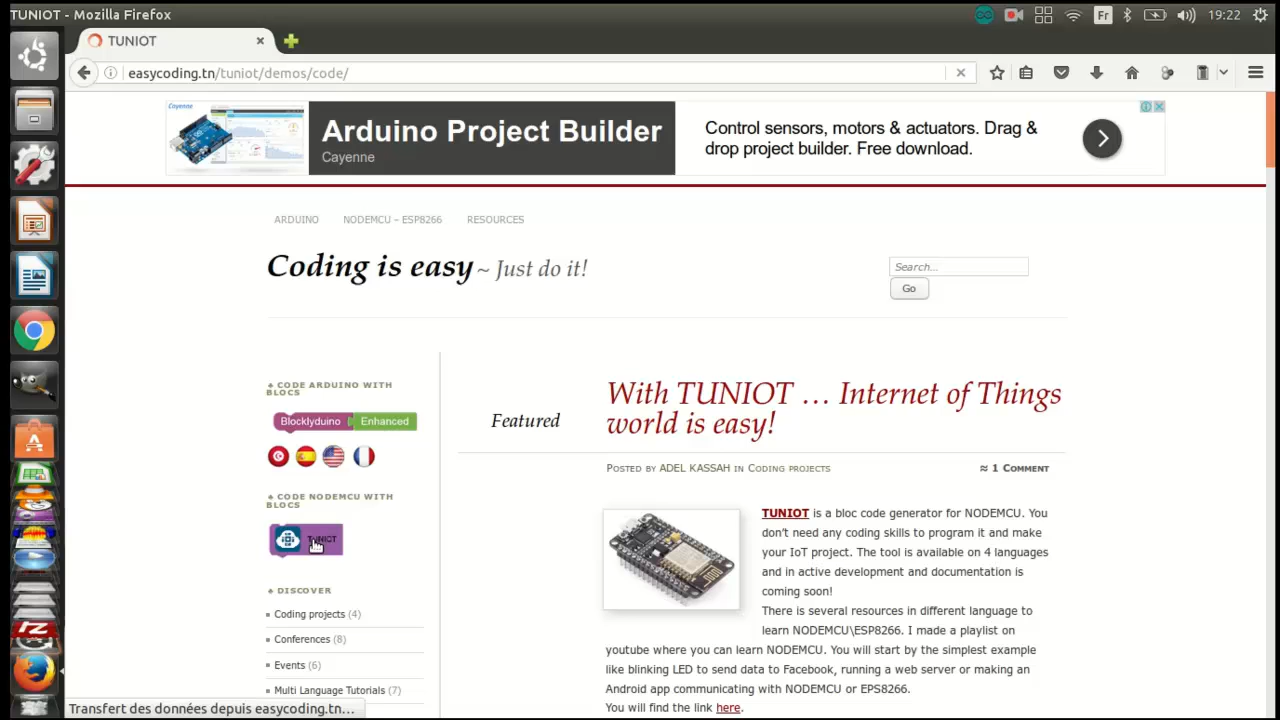 TUNIOT - Mozilla Firefox
Fr
19:22
TUNIOT
easycoding.tn/tuniot/demos/code/
Cayenne
Arduino Project Builder
Cayenne
Control sensors, motors & actuators. Drag &
drop project builder. Free download.
ARDUINO NODEMCU – ESP8266 RESOURCES
Coding is easy ~ Just do it!
Search...
Go
♠ CODE ARDUINO WITH
BLOCS
Blocklyduino Enhanced
♠ CODE NODEMCU WITH
BLOCS
TUNIOT
♠ DISCOVER
Coding projects (4)
Conferences (8)
Events (6)
Multi Language Tutorials (7)
Featured
With TUNIOT ... Internet of Things
world is easy!
POSTED BY ADEL KASSAH IN CODING PROJECTS
≈ 1 COMMENT
TUNIOT is a bloc code generator for NODEMCU. You
don't need any coding skills to program it and make
your IoT project. The tool is available on 4 languages
and in active development and documentation is
coming soon!
There is several resources in different language to
learn NODEMCU\ESP8266. I made a playlist on
youtube where you can learn NODEMCU. You will start by the simplest example
like blinking LED to send data to Facebook, running a web server or making an
Android app communicating with NODEMCU or EPS8266.
You will find the link here.
Transfert des données depuis easycoding.tn...